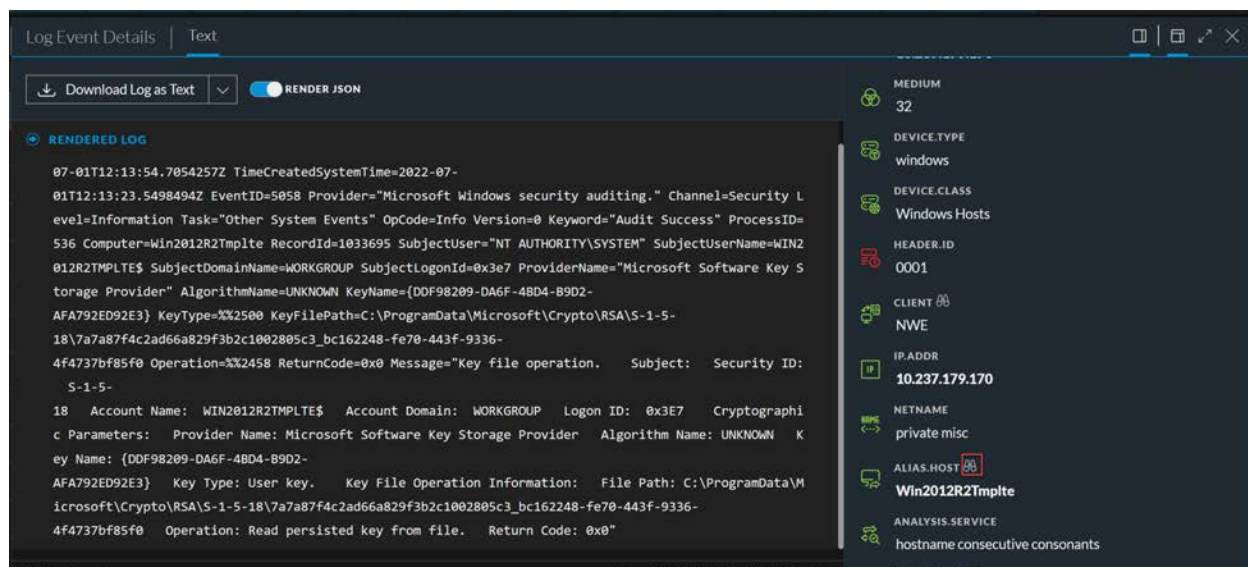 Log Event Details | Text
Download Log as Text
RENDER JSON
RENDERED LOG
07-01T12:13:54.7054257Z TimeCreatedSystemTime=2022-07-
01T12:13:23.5498494Z EventID=5058 Provider="Microsoft Windows security auditing." Channel=Security L
evel=Information Task="Other System Events" OpCode=Info Version=0 Keyword="Audit Success" ProcessID=
536 Computer=Win2012R2Tmplte RecordId=1033695 SubjectUser="NT AUTHORITY\SYSTEM" SubjectUserName=WIN2
012R2TMPLTE$ SubjectDomainName=WORKGROUP SubjectLogonId=0x3e7 ProviderName="Microsoft Software Key S
torage Provider" AlgorithmName=UNKNOWN KeyName={DDF98209-DA6F-4BD4-B9D2-
AFA792ED92E3} KeyType=%%2500 KeyFilePath=C:\ProgramData\Microsoft\Crypto\RSA\S-1-5-
18\7a7a87f4c2ad66a829f3b2c1002805c3_bc162248-fe70-443f-9336-
4f4737bf85f0 Operation=%%2458 ReturnCode=0x0 Message="Key file operation. Subject: Security ID:
S-1-5-
18 Account Name: WIN2012R2TMPLTE$ Account Domain: WORKGROUP Logon ID: 0x3E7 Cryptographi
c Parameters: Provider Name: Microsoft Software Key Storage Provider Algorithm Name: UNKNOWN K
ey Name: {DDF98209-DA6F-4BD4-B9D2-
AFA792ED92E3} Key Type: User key. Key File Operation Information: File Path: C:\ProgramData\M
icrosoft\Crypto\RSA\S-1-5-18\7a7a87f4c2ad66a829f3b2c1002805c3_bc162248-fe70-443f-9336-
4f4737bf85f0 Operation: Read persisted key from file. Return Code: 0x0"
MEDIUM
32
DEVICE.TYPE
windows
DEVICE.CLASS
Windows Hosts
HEADER.ID
0001
CLIENT
NWE
IP.ADDR
10.237.179.170
NETNAME
private misc
ALIAS.HOST
Win2012R2Tmplte
ANALYSIS.SERVICE
hostname consecutive consonants